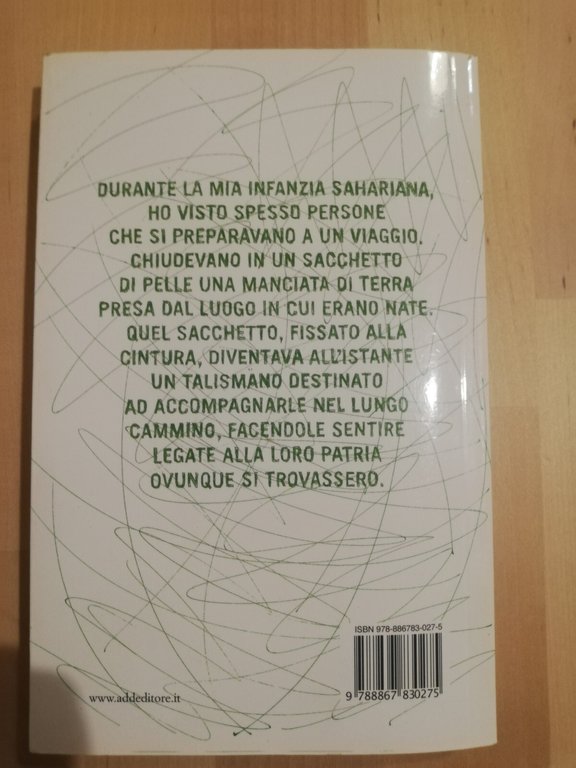 DURANTE LA MIA INFANZIA SAHARIANA,
HO VISTO SPESSO PERSONE
CHE SI PREPARAVANO A UN VIAGGIO.
CHIUDEVANO IN UN SACCHETTO
DI PELLE UNA MANCIATA DI TERRA
PRESA DAL LUOGO IN CUI ERANO NATE.
QUEL SACCHETTO, FISSATO ALLA
CINTURA, DIVENTAVA ALL'ISTANTE
UN TALISMANO DESTINATO
AD ACCOMPAGNARLE NEL LUNGO
CAMMINO, FACENDOLE SENTIRE
LEGATE ALLA LORO PATRIA
OVUNQUE SI TROVASSERO.
ISBN 978-886783-027-5
9 788867 830275
www.addeditore.it